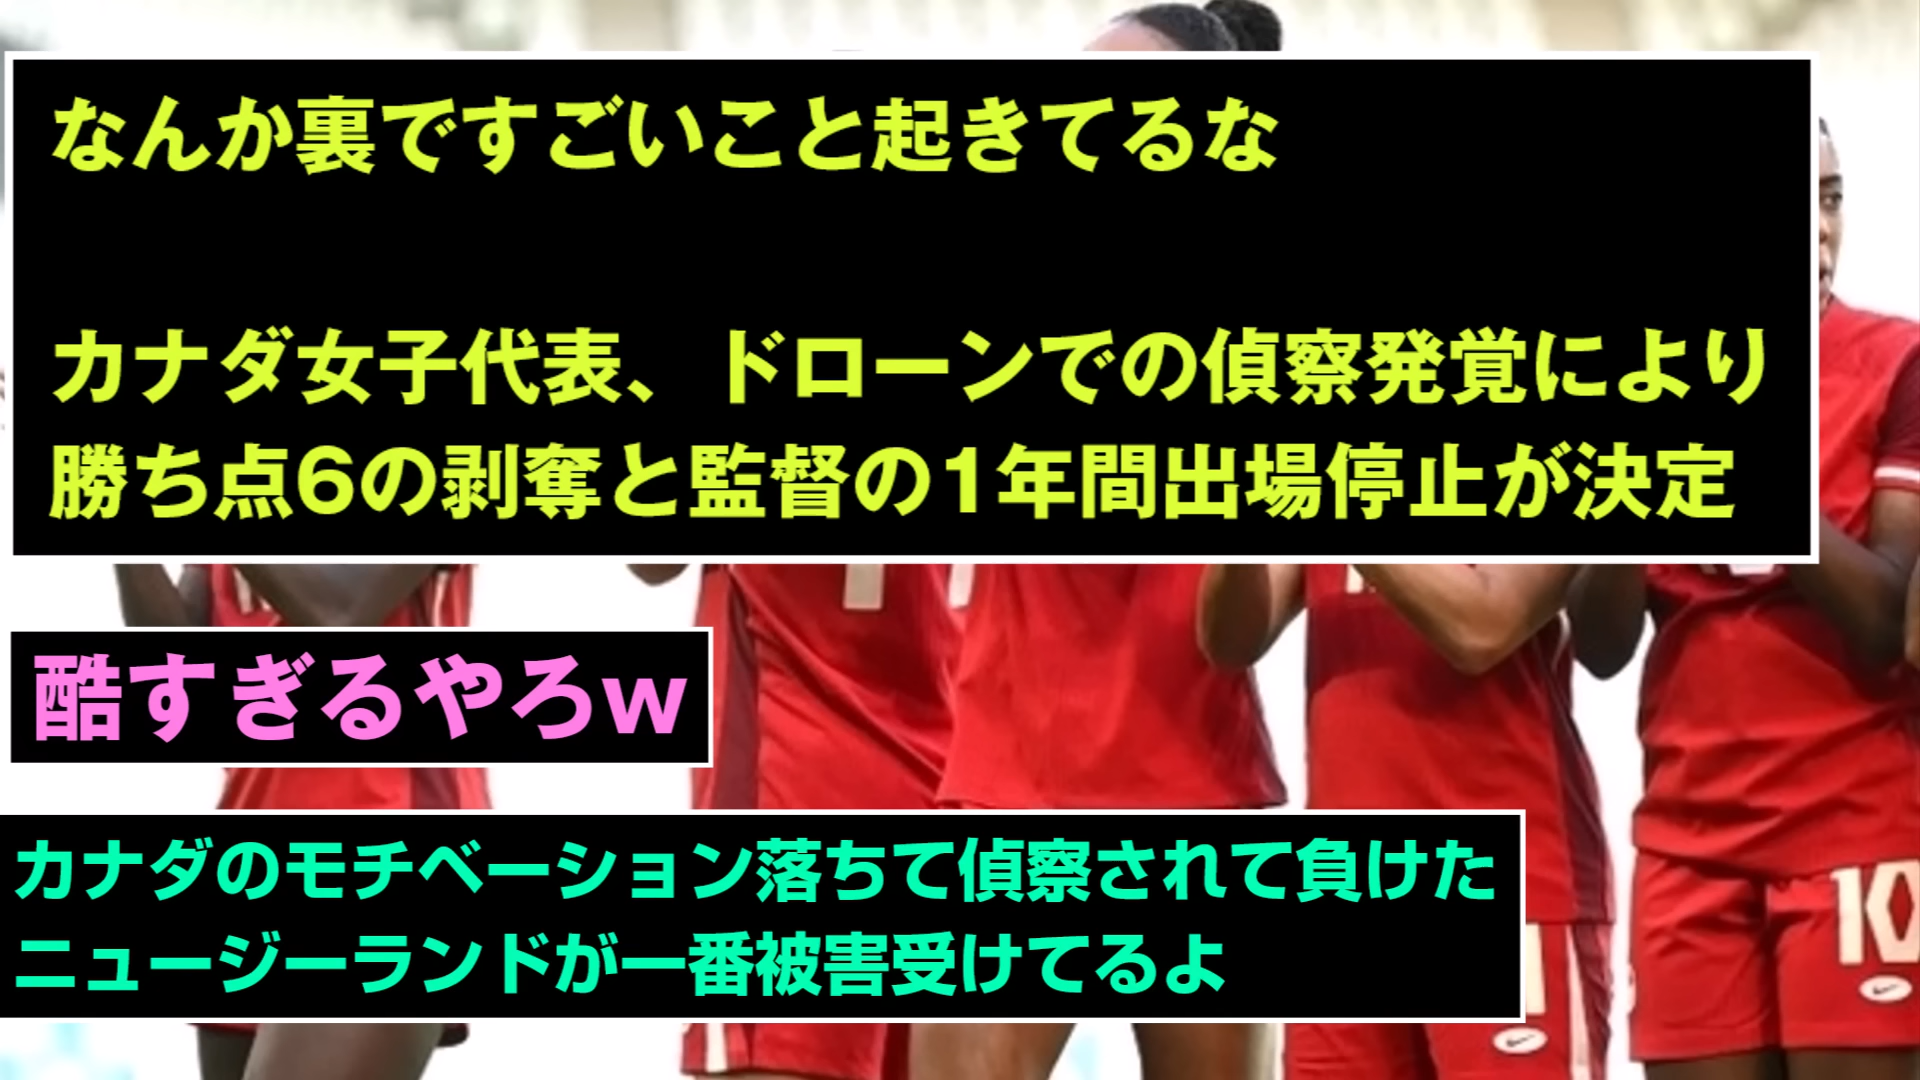 なんか裏ですごいこと起きてるな
カナダ女子代表、ドローンでの偵察発覚により
勝ち点6の剥奪と監督の1年間出場停止が決定
酷すぎるやろw
カナダのモチベーション落ちて偵察されて負けた
ニュージーランドが一番被害受けてるよ
10